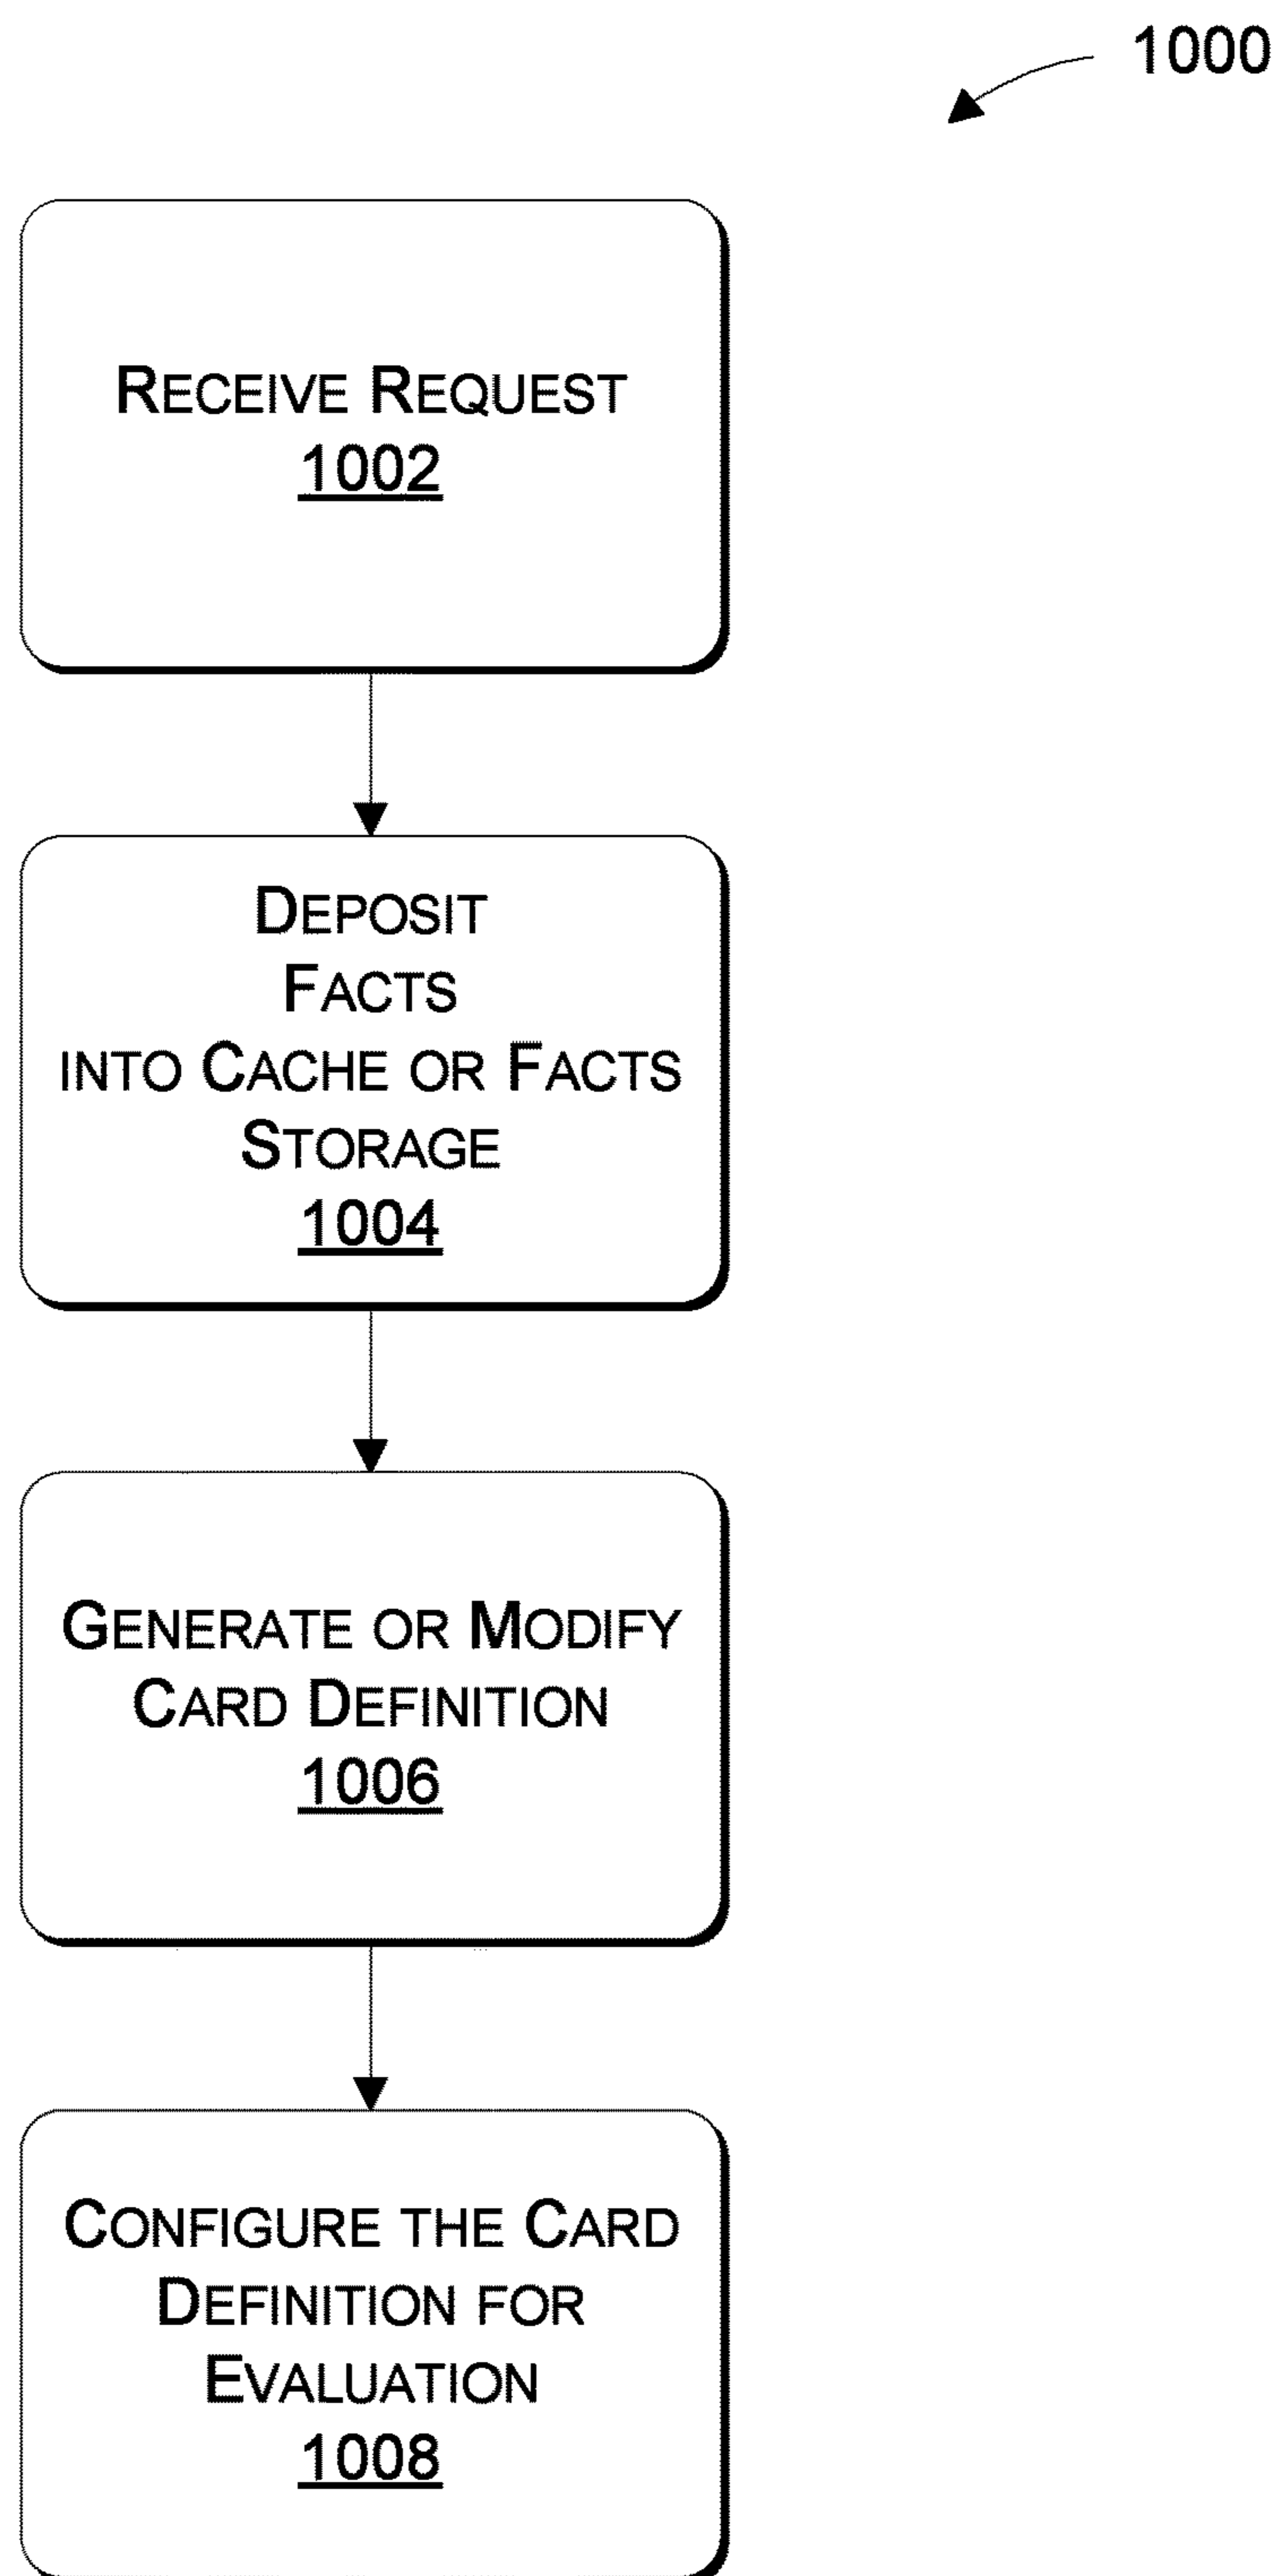 1000
RECEIVE REQUEST
1002
DEPOSIT
FACTS
INTO CACHE OR FACTS
STORAGE
1004
GENERATE OR MODIFY
CARD DEFINITION
1006
CONFIGURE THE CARD
DEFINITION FOR
EVALUATION
1008